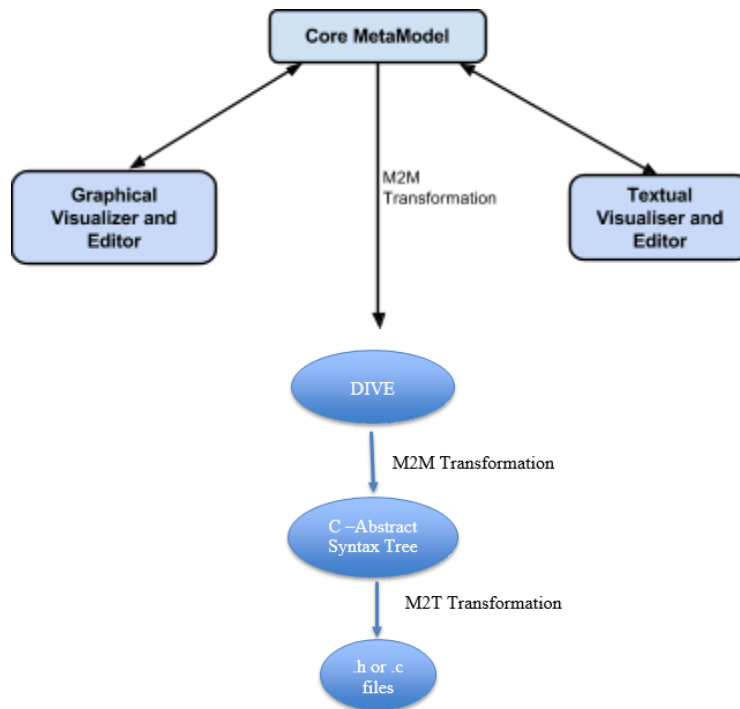 Core MetaModel
M2M
Transformation
Graphical
Visualizer and
Editor
Textual
Visualiser and
Editor
DIVE
M2M Transformation
C –Abstract
Syntax Tree
M2T Transformation
.h or .c
files